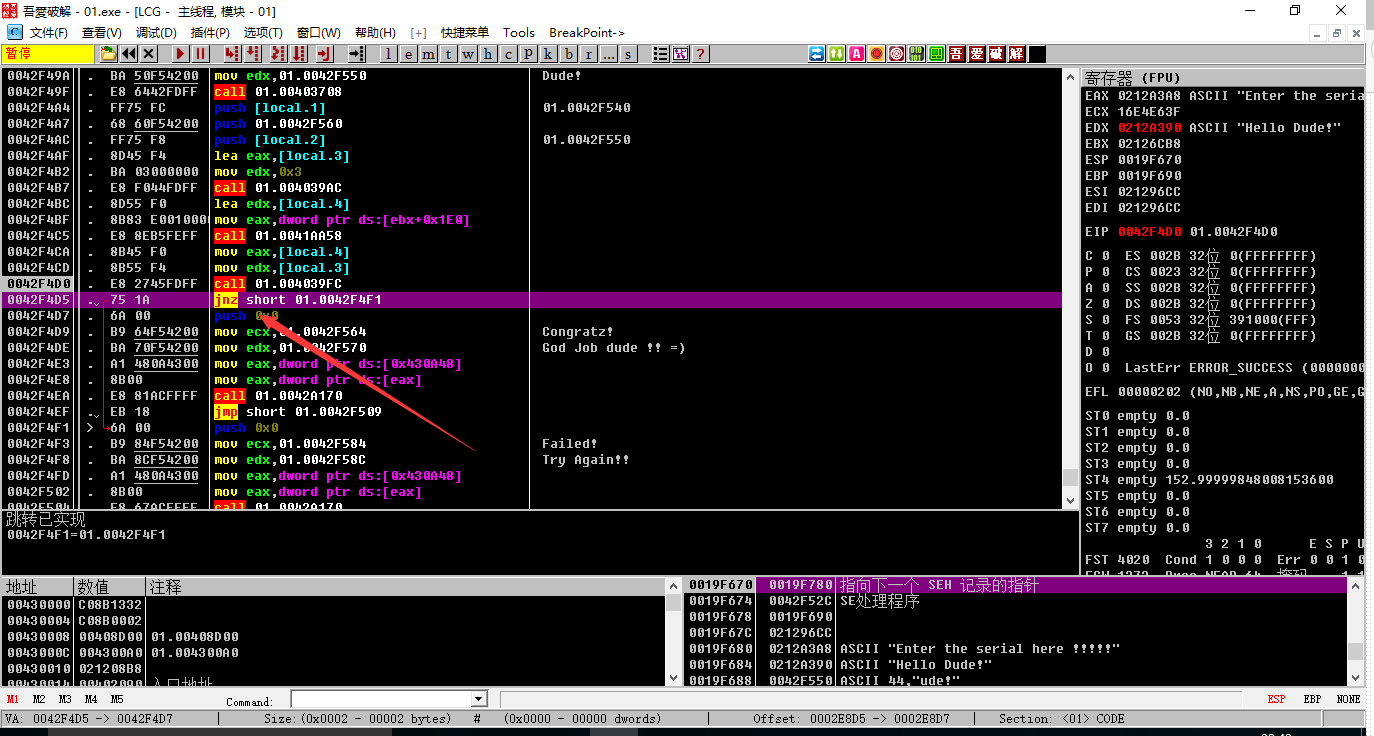 吾爱破解 - 01.exe - [LCG - 主线程, 模块 - 01]
文件(F) 查看(V) 调试(D) 插件(P) 选项(T) 窗口(W) 帮助(H) [+] 快捷菜单 Tools BreakPoint->
暂停 l e m t w h c p k b r ... s ? 吾 爱 破 解
0042F49A . BA 50F54200 mov edx,01.0042F550 Dude!
0042F49F . E8 6442FDFF call 01.00403708
0042F4A4 . FF75 FC push [local.1] 01.0042F540
0042F4A7 . 68 60F54200 push 01.0042F560
0042F4AC . FF75 F8 push [local.2] 01.0042F550
0042F4AF . 8D45 F4 lea eax,[local.3]
0042F4B2 . BA 03000000 mov edx,0x3
0042F4B7 . E8 F044FDFF call 01.004039AC
0042F4BC . 8D55 F0 lea edx,[local.4]
0042F4BF . 8B83 E0010000 mov eax,dword ptr ds:[ebx+0x1E0]
0042F4C5 . E8 8EB5FEFF call 01.0041AA58
0042F4CA . 8B45 F0 mov eax,[local.4]
0042F4CD . 8B55 F4 mov edx,[local.3]
0042F4D0 . E8 2745FDFF call 01.004039FC
0042F4D5 . 75 1A jnz short 01.0042F4F1
0042F4D7 . 6A 00 push 0x0
0042F4D9 . B9 64F54200 mov ecx,01.0042F564 Congratz!
0042F4DE . BA 70F54200 mov edx,01.0042F570 God Job dude !! =)
0042F4E3 . A1 480A4300 mov eax,dword ptr ds:[0x430A48]
0042F4E8 . 8B00 mov eax,dword ptr ds:[eax]
0042F4EA . E8 81ACFFFF call 01.0042A170
0042F4EF . EB 18 jmp short 01.0042F509
0042F4F1 > 6A 00 push 0x0
0042F4F3 . B9 84F54200 mov ecx,01.0042F584 Failed!
0042F4F8 . BA 8CF54200 mov edx,01.0042F58C Try Again!!
0042F4FD . A1 480A4300 mov eax,dword ptr ds:[0x430A48]
0042F502 . 8B00 mov eax,dword ptr ds:[eax]
0042F504 . E8 67ACFFFF call 01.0042A170
寄存器 (FPU)
EAX 0212A3A8 ASCII "Enter the seria
ECX 16E4E63F
EDX 0212A390 ASCII "Hello Dude!"
EBX 02126CB8
ESP 0019F670
EBP 0019F690
ESI 021296CC
EDI 021296CC
EIP 0042F4D0 01.0042F4D0
C 0 ES 002B 32位 0(FFFFFFFF)
P 0 CS 0023 32位 0(FFFFFFFF)
A 0 SS 002B 32位 0(FFFFFFFF)
Z 0 DS 002B 32位 0(FFFFFFFF)
S 0 FS 0053 32位 391000(FFF)
T 0 GS 002B 32位 0(FFFFFFFF)
D 0
O 0 LastErr ERROR_SUCCESS (0000000
EFL 00000202 (NO,NB,NE,A,NS,PO,GE,G
ST0 empty 0.0
ST1 empty 0.0
ST2 empty 0.0
ST3 empty 0.0
ST4 empty 152.99999848008153600
ST5 empty 0.0
ST6 empty 0.0
ST7 empty 0.0
3 2 1 0 E S P U
FST 4020 Cond 1 0 0 0 Err 0 0 1 0
跳转已实现
0042F4F1=01.0042F4F1
地址 数值 注释
00430000 C08B1332
00430004 C08B0002
00430008 00408D00 01.00408D00
0043000C 004300A0 01.004300A0
00430010 021208B8
00430014 00402090 入口地址
0019F670 0019F780 指向下一个 SEH 记录的指针
0019F674 0042F52C SE处理程序
0019F678 0019F690
0019F67C 021296CC
0019F680 0212A3A8 ASCII "Enter the serial here !!!!!"
0019F684 0212A390 ASCII "Hello Dude!"
0019F688 0042F550 ASCII 44,"ude!"
M1 M2 M3 M4 M5 Command: ESP EBP NONE
VA: 0042F4D5 -> 0042F4D7 Size:(0x0002 - 00002 bytes) # (0x0000 - 00000 dwords) Offset: 0002E8D5 -> 0002E8D7 Section: <01> CODE